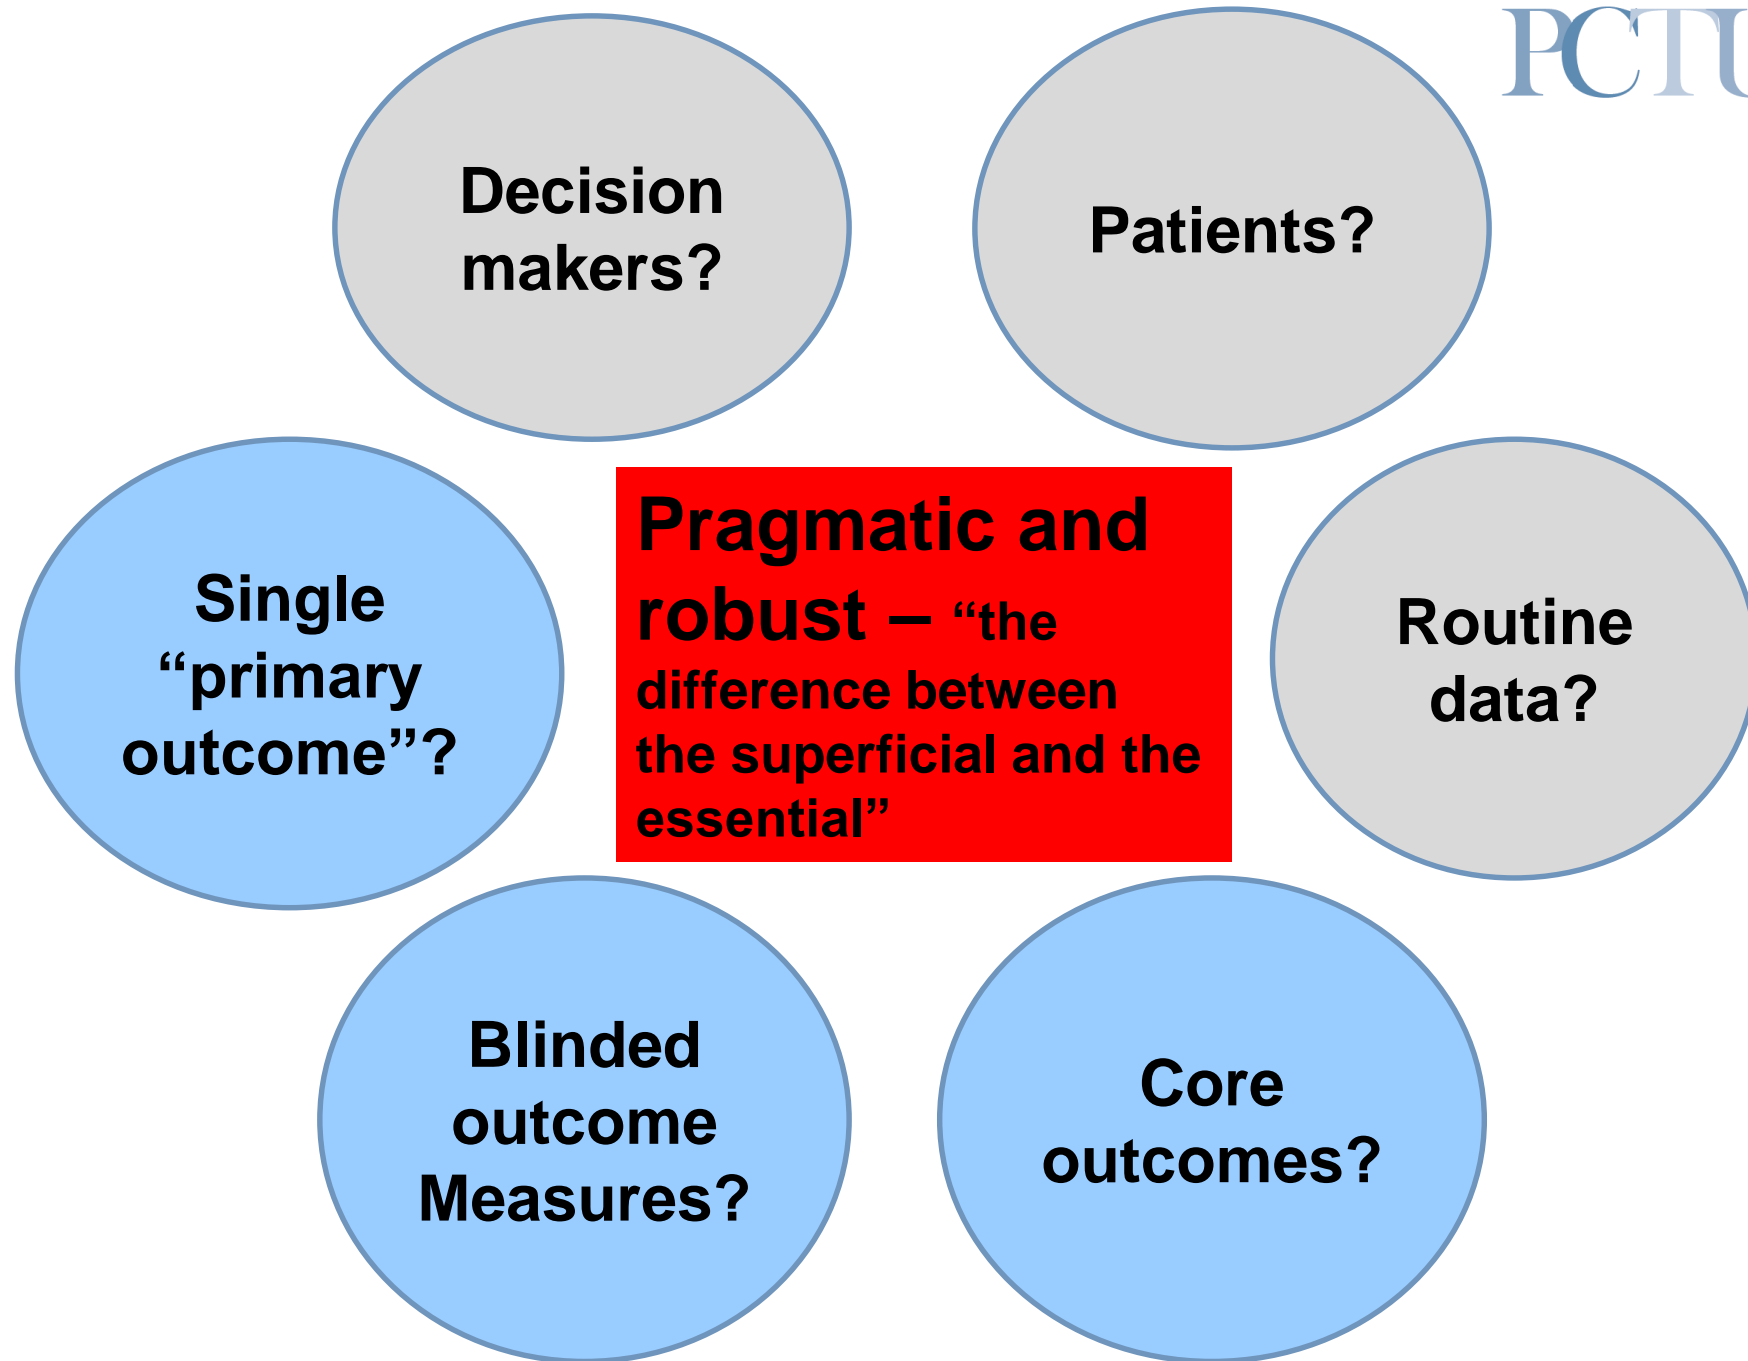 PCTU
Decision
makers?
Patients?
Single
“primary
outcome”?
Pragmatic and
robust – “the
difference between
the superficial and the
essential”
Routine
data?
Blinded
outcome
Measures?
Core
outcomes?